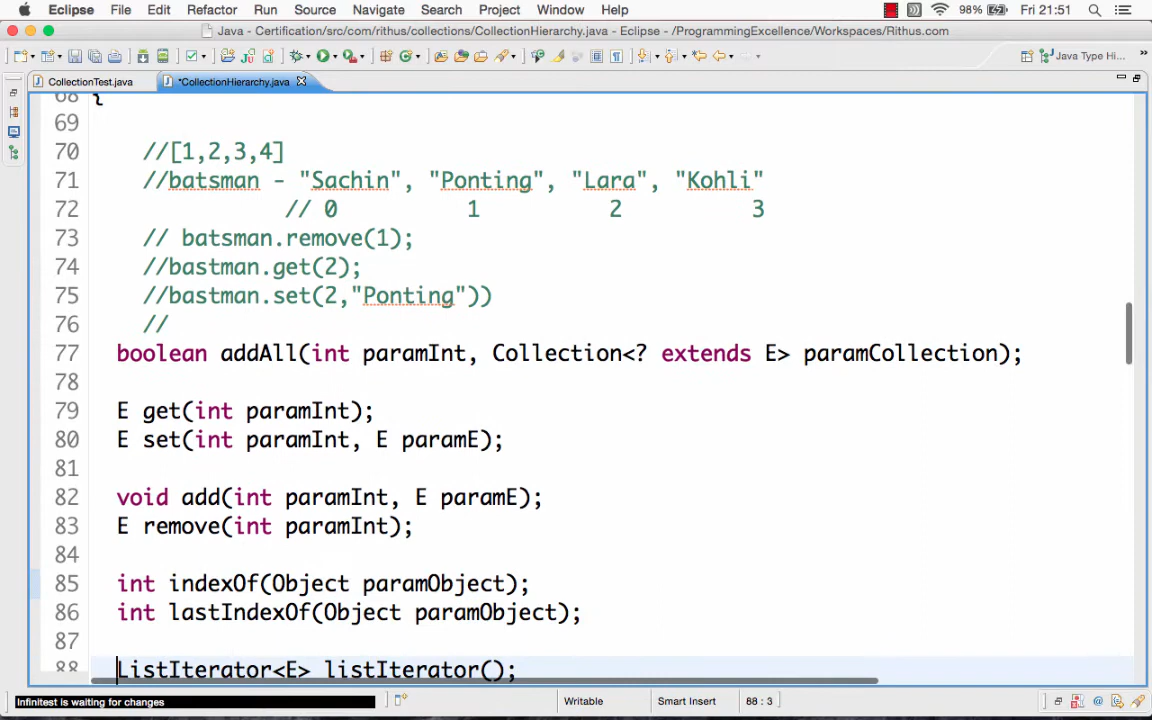 Eclipse File Edit Refactor Run Source Navigate Search Project Window Help 98% Fri 21:51
Java - Certification/src/com/rithus/collections/CollectionHierarchy.java - Eclipse - /ProgrammingExcellence/Workspaces/Rithus.com
Java Type Hi...
CollectionTest.java *CollectionHierarchy.java
68 {
69
70 //[1,2,3,4]
71 //batsman - "Sachin", "Ponting", "Lara", "Kohli"
72 // 0 1 2 3
73 // batsman.remove(1);
74 //bastman.get(2);
75 //bastman.set(2,"Ponting"))
76 //
77 boolean addAll(int paramInt, Collection<? extends E> paramCollection);
78
79 E get(int paramInt);
80 E set(int paramInt, E paramE);
81
82 void add(int paramInt, E paramE);
83 E remove(int paramInt);
84
85 int indexOf(Object paramObject);
86 int lastIndexOf(Object paramObject);
87
88 ListIterator<E> listIterator();
Infinitest is waiting for changes Writable Smart Insert 88 : 3